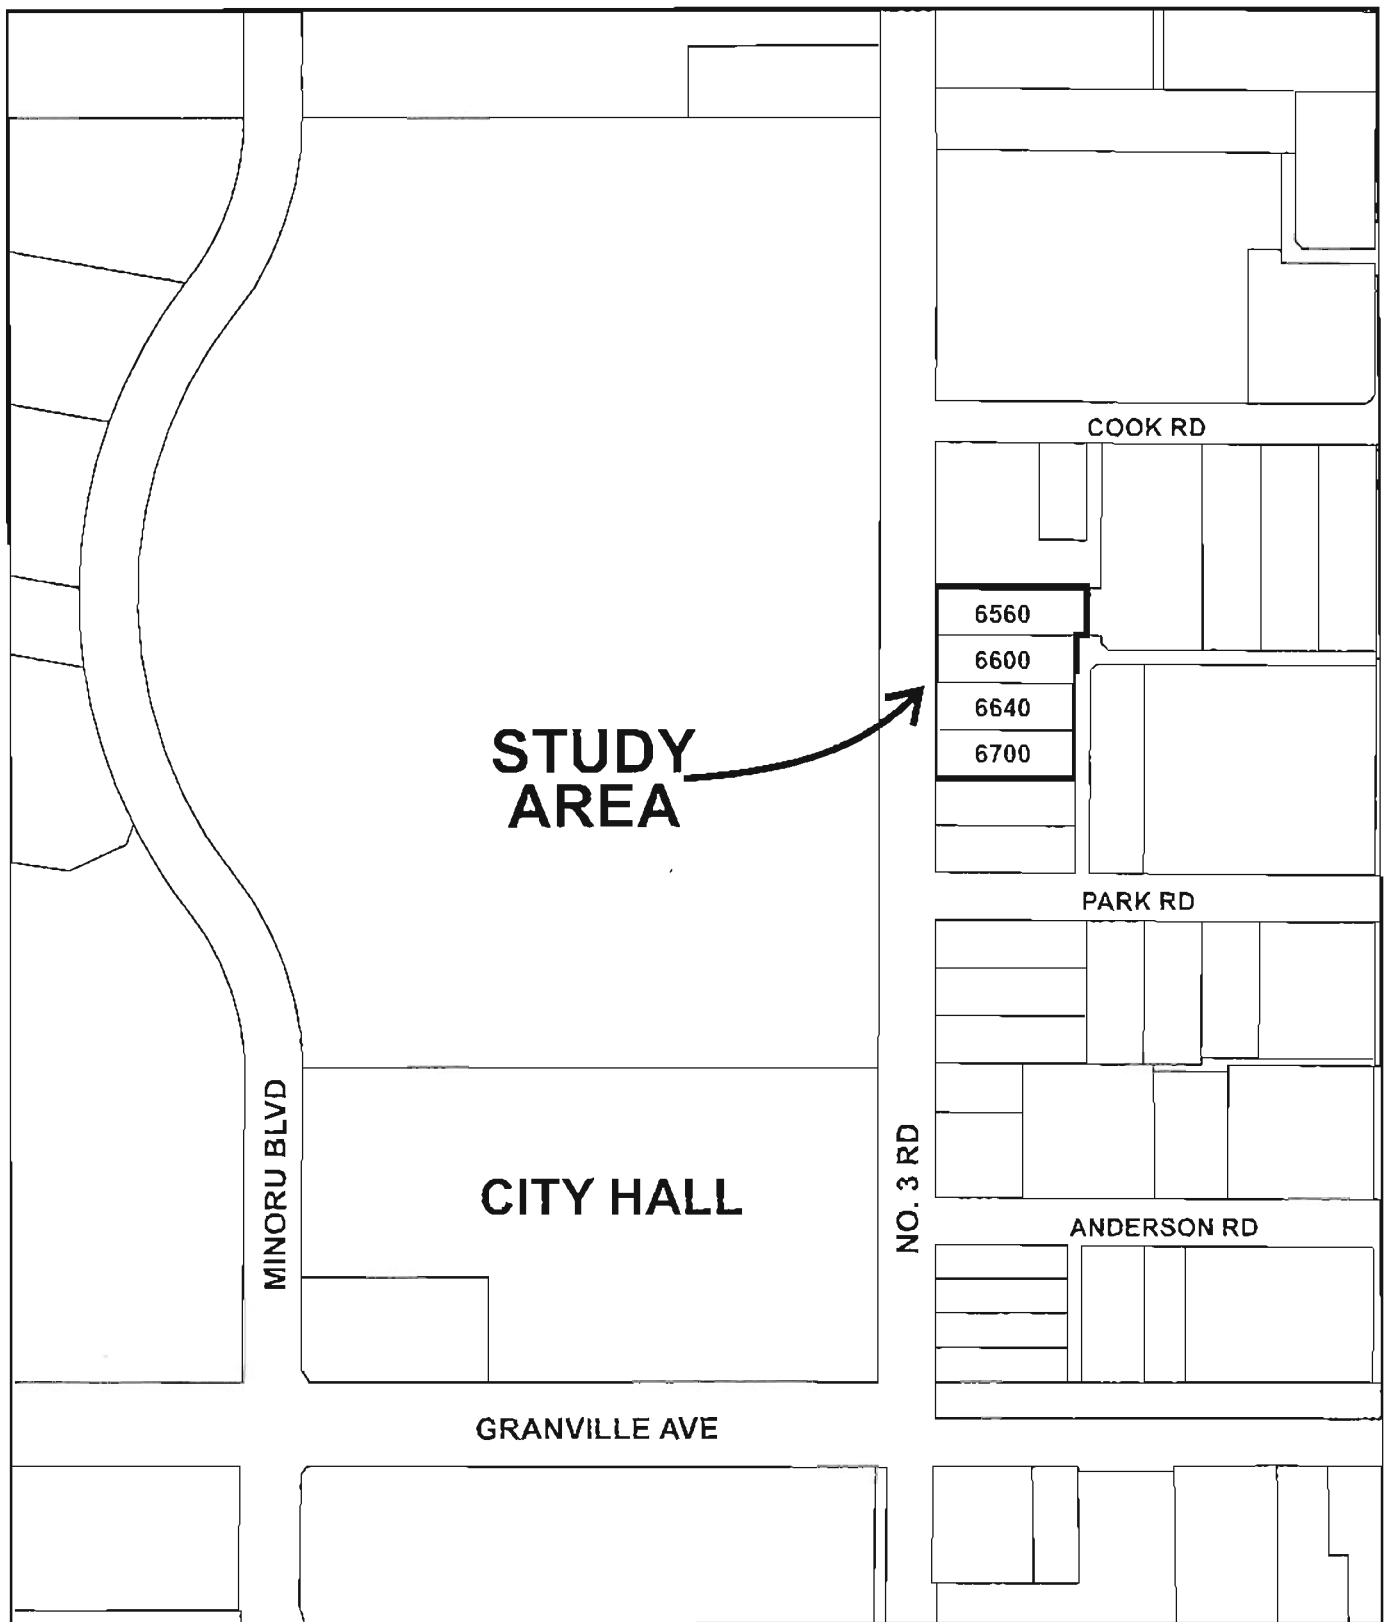 COOK RD
6560
6600
6640
6700
STUDY
AREA
PARK RD
MINORU BLVD
CITY HALL
NO. 3 RD
ANDERSON RD
GRANVILLE AVE